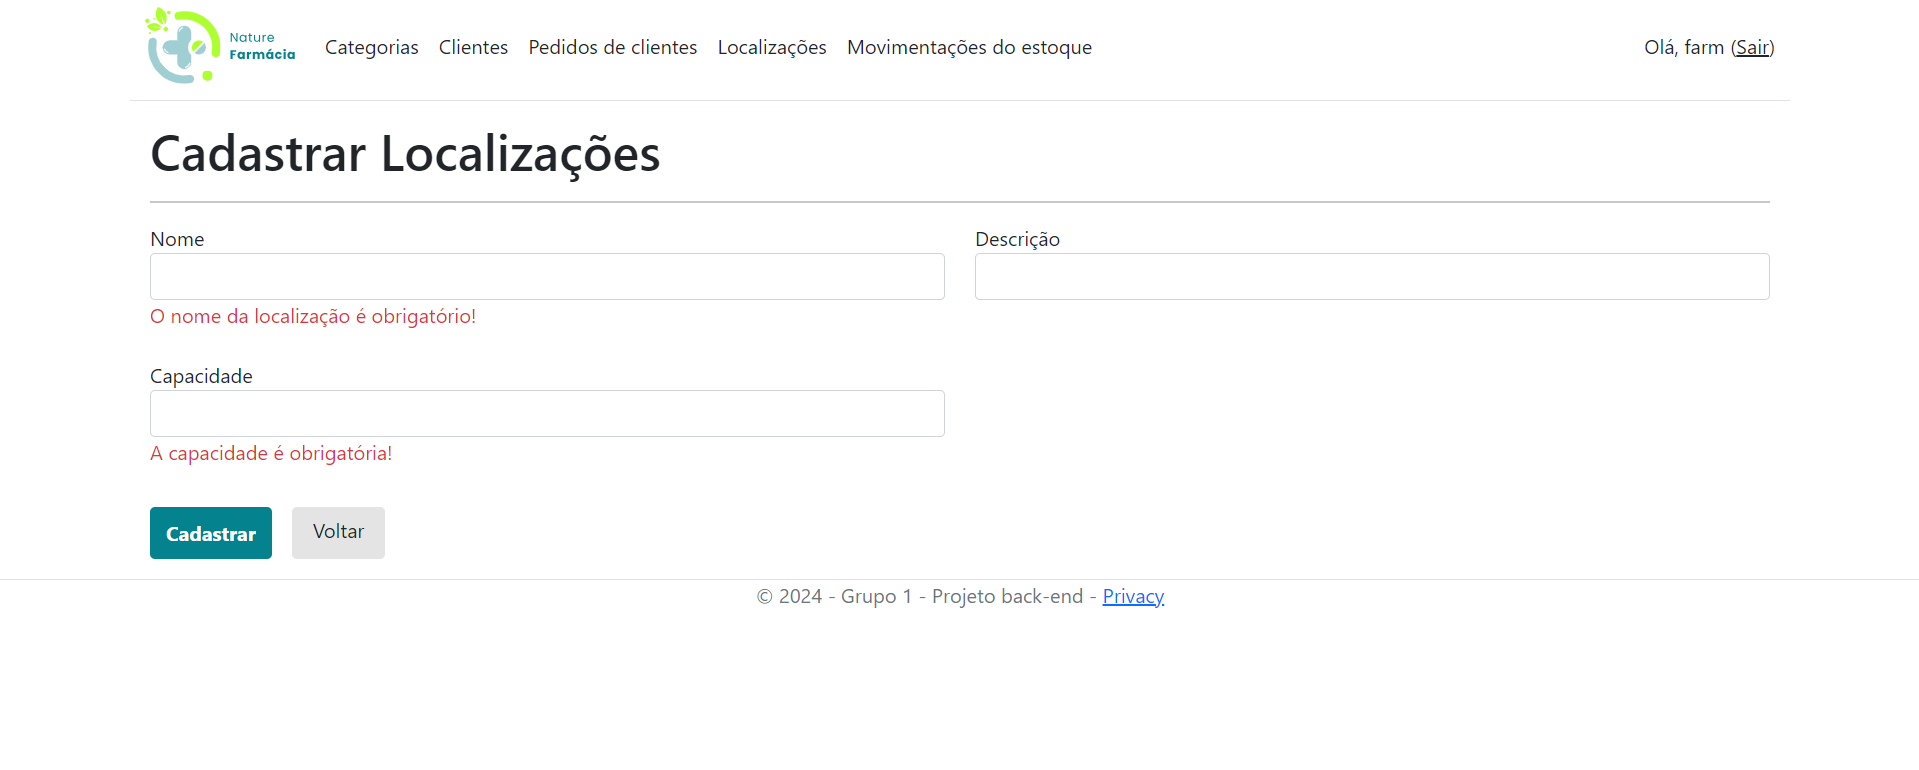 Nature
Farmácia
Categorias Clientes Pedidos de clientes Localizações Movimentações do estoque Olá, farm (Sair)
Cadastrar Localizações
Nome Descrição
O nome da localização é obrigatório!
Capacidade
A capacidade é obrigatória!
Cadastrar Voltar
© 2024 - Grupo 1 - Projeto back-end - Privacy